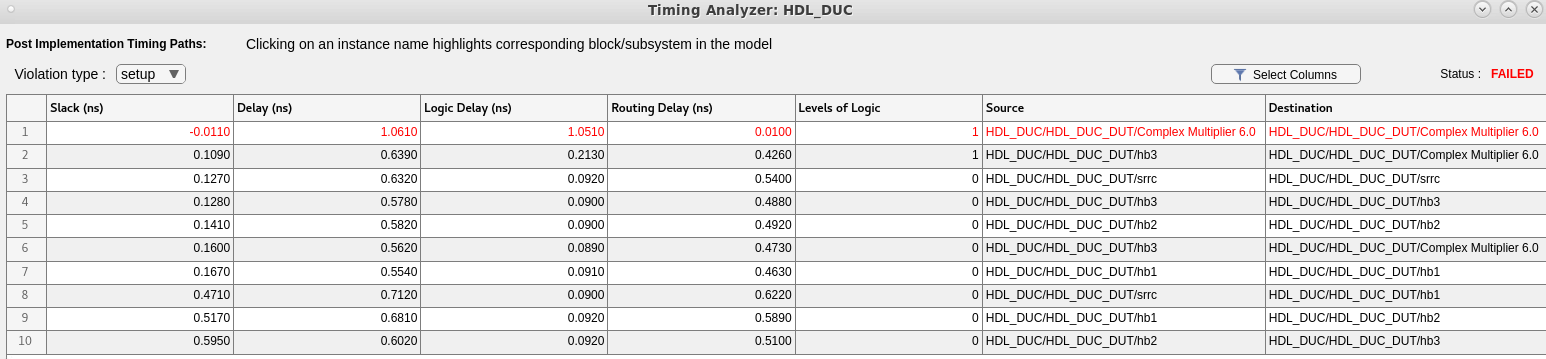 Timing Analyzer: HDL_DUC
Post Implementation Timing Paths: Clicking on an instance name highlights corresponding block/subsystem in the model
Violation type : setup Select Columns Status : FAILED
Slack (ns) Delay (ns) Logic Delay (ns) Routing Delay (ns) Levels of Logic Source Destination
1 -0.0110 1.0610 1.0510 0.0100 1 HDL_DUC/HDL_DUC_DUT/Complex Multiplier 6.0 HDL_DUC/HDL_DUC_DUT/Complex Multiplier 6.0
2 0.1090 0.6390 0.2130 0.4260 1 HDL_DUC/HDL_DUC_DUT/hb3 HDL_DUC/HDL_DUC_DUT/Complex Multiplier 6.0
3 0.1270 0.6320 0.0920 0.5400 0 HDL_DUC/HDL_DUC_DUT/srrc HDL_DUC/HDL_DUC_DUT/srrc
4 0.1280 0.5780 0.0900 0.4880 0 HDL_DUC/HDL_DUC_DUT/hb3 HDL_DUC/HDL_DUC_DUT/hb3
5 0.1410 0.5820 0.0900 0.4920 0 HDL_DUC/HDL_DUC_DUT/hb2 HDL_DUC/HDL_DUC_DUT/hb2
6 0.1600 0.5620 0.0890 0.4730 0 HDL_DUC/HDL_DUC_DUT/hb3 HDL_DUC/HDL_DUC_DUT/Complex Multiplier 6.0
7 0.1670 0.5540 0.0910 0.4630 0 HDL_DUC/HDL_DUC_DUT/hb1 HDL_DUC/HDL_DUC_DUT/hb1
8 0.4710 0.7120 0.0900 0.6220 0 HDL_DUC/HDL_DUC_DUT/srrc HDL_DUC/HDL_DUC_DUT/hb1
9 0.5170 0.6810 0.0920 0.5890 0 HDL_DUC/HDL_DUC_DUT/hb1 HDL_DUC/HDL_DUC_DUT/hb2
10 0.5950 0.6020 0.0920 0.5100 0 HDL_DUC/HDL_DUC_DUT/hb2 HDL_DUC/HDL_DUC_DUT/hb3